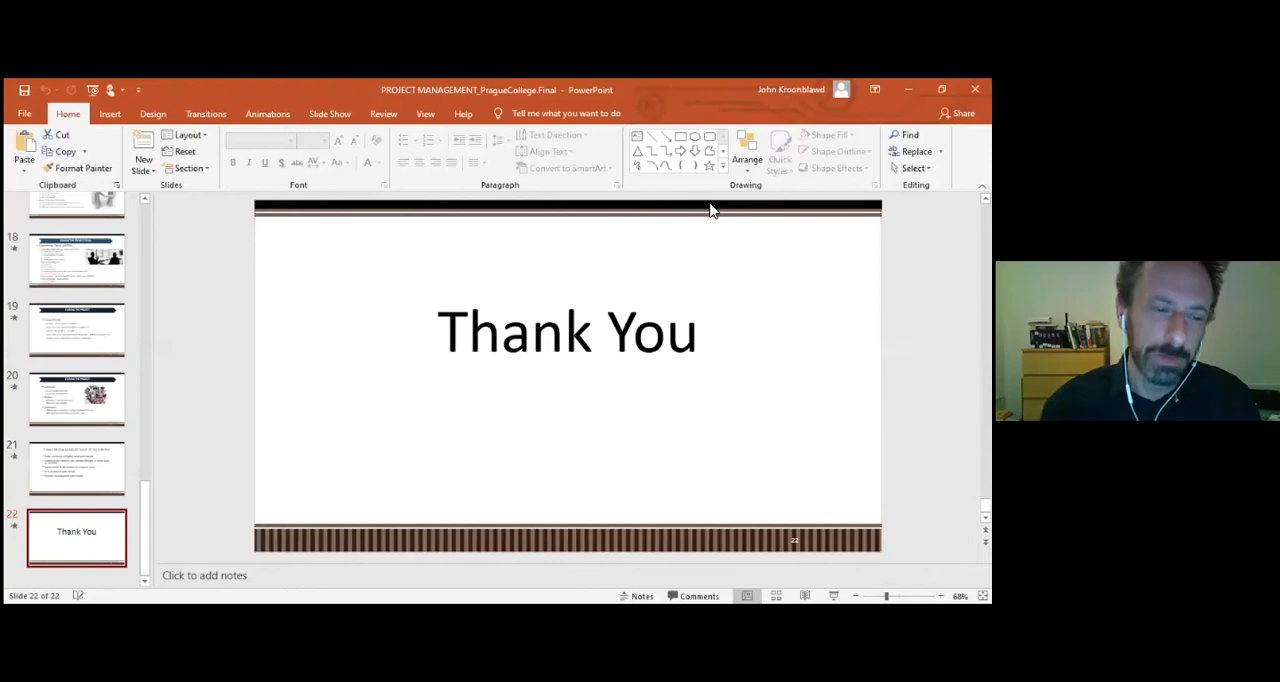 PROJECT MANAGEMENT_PragueCollege.Final - PowerPoint
John Kroonblawd
File Home Insert Design Transitions Animations Slide Show Review View Help Tell me what you want to do Share
Paste
Cut
Copy
Format Painter
Clipboard
New Slide
Layout
Reset
Section
Slides
B I U S abc AV Aa A
Font
Text Direction
Align Text
Convert to SmartArt
Paragraph
Arrange
Quick Styles
Shape Fill
Shape Outline
Shape Effects
Drawing
Find
Replace
Select
Editing
18
19
20
21
22
Thank You
Thank You
22
Click to add notes
Slide 22 of 22
Notes
Comments
68%